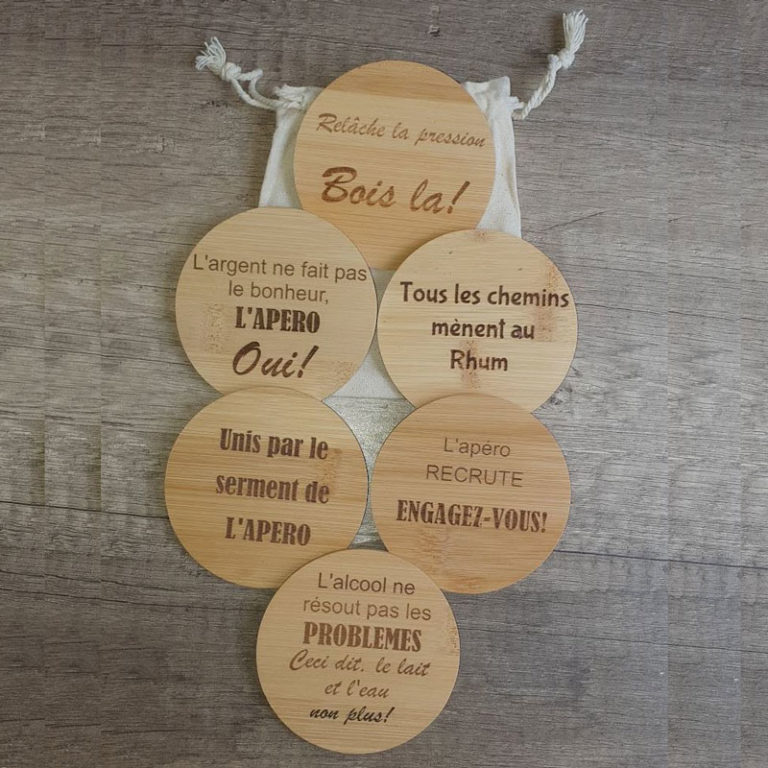 Relâche la pression
Bois la!
L'argent ne fait pas
le bonheur,
L'APERO
Oui!
Tous les chemins
mènent au
Rhum
Unis par le
serment de
L'APERO
L'apéro
RECRUTE
ENGAGEZ-VOUS!
L'alcool ne
résout pas les
PROBLEMES
Ceci dit, le lait
et l'eau
non plus!